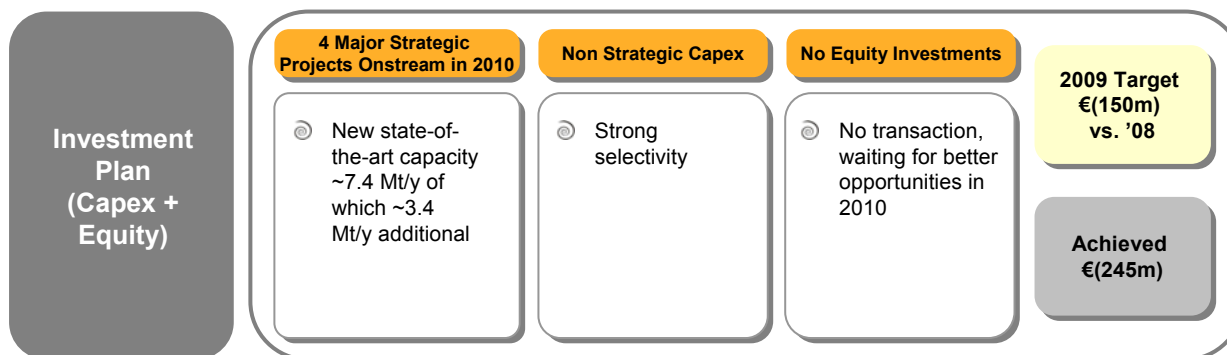 Investment
Plan
(Capex +
Equity)
4 Major Strategic
Projects Onstream in 2010
New state-of-
the-art capacity
~7.4 Mt/y of
which ~3.4
Mt/y additional
Non Strategic Capex
Strong
selectivity
No Equity Investments
No transaction,
waiting for better
opportunities in
2010
2009 Target
€(150m)
vs. ’08
Achieved
€(245m)